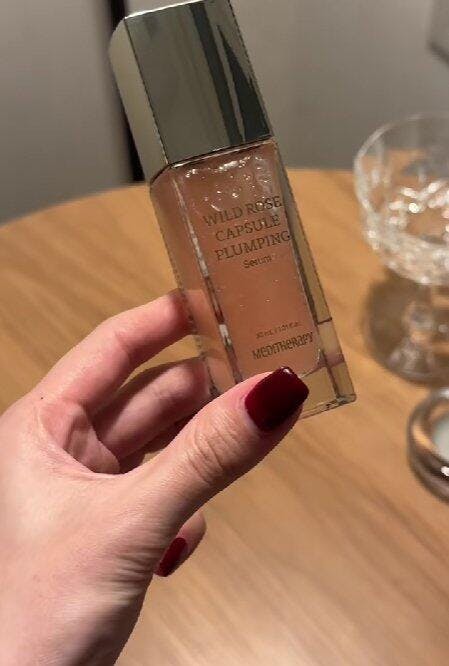 WILD ROSE
CAPSULE
PLUMPING
Serum
MEDITHERAPY